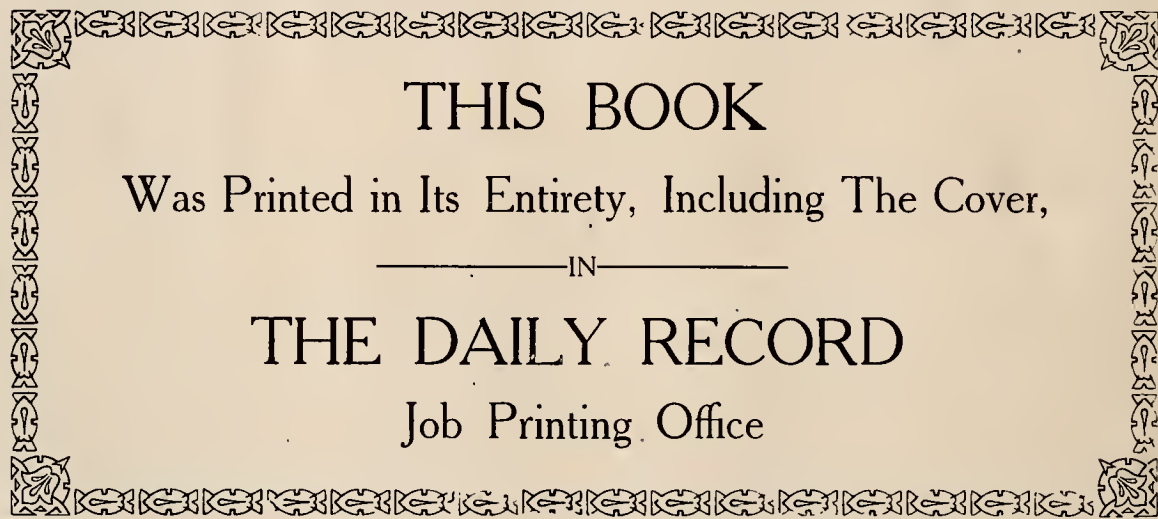 THIS BOOK
Was Printed in Its Entirety, Including The Cover,
IN
THE DAILY RECORD
Job Printing Office